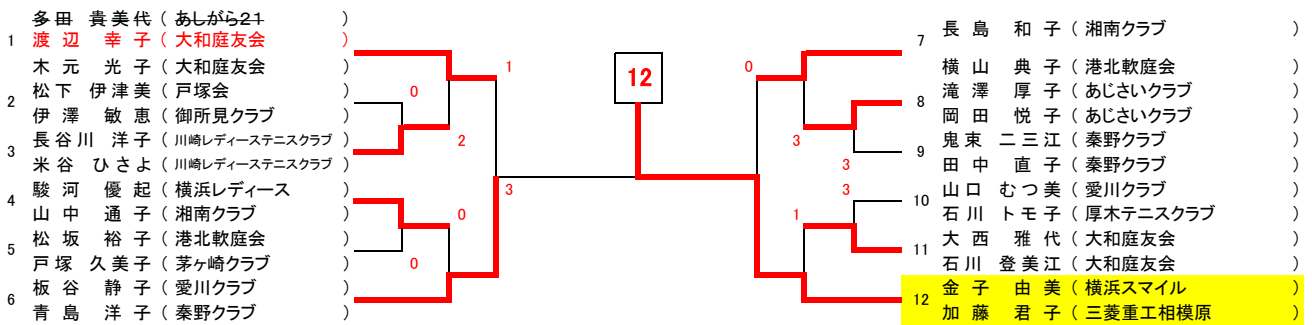 多田 貴美代 ( あしがら21 )
1 渡辺 幸子 ( 大和庭友会 )
木元 光子 ( 大和庭友会 )
松下 伊津美 ( 戸塚会 )
2
伊澤 敏恵 ( 御所見クラブ )
長谷川 洋子 ( 川崎レディーステニスクラブ )
3
米谷 ひさよ ( 川崎レディーステニスクラブ )
駿河 優起 ( 横浜レディース )
4
山中 通子 ( 湘南クラブ )
松坂 裕子 ( 港北軟庭会 )
5
戸塚 久美子 ( 茅ヶ崎クラブ )
板谷 静子 ( 愛川クラブ )
6
青島 洋子 ( 秦野クラブ )
1
0
2
3
0
0
12
0
3
3
3
1
長島 和子 ( 湘南クラブ )
7
横山 典子 ( 港北軟庭会 )
滝澤 厚子 ( あじさいクラブ )
8
岡田 悦子 ( あじさいクラブ )
鬼束 二三江 ( 秦野クラブ )
9
田中 直子 ( 秦野クラブ )
山口 むつ美 ( 愛川クラブ )
10
石川 トモ子 ( 厚木テニスクラブ )
大西 雅代 ( 大和庭友会 )
11
石川 登美江 ( 大和庭友会 )
金子 由美 ( 横浜スマイル )
12
加藤 君子 ( 三菱重工相模原 )